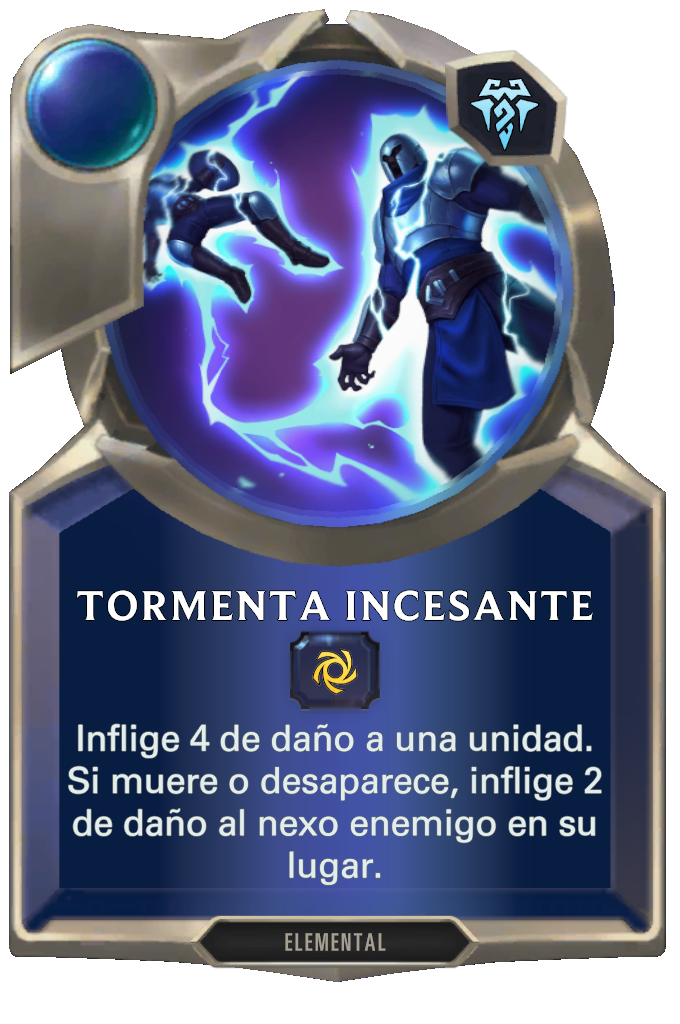 TORMENTA INCESANTE
Inflige 4 de daño a una unidad.
Si muere o desaparece, inflige 2
de daño al nexo enemigo en su
lugar.
ELEMENTAL